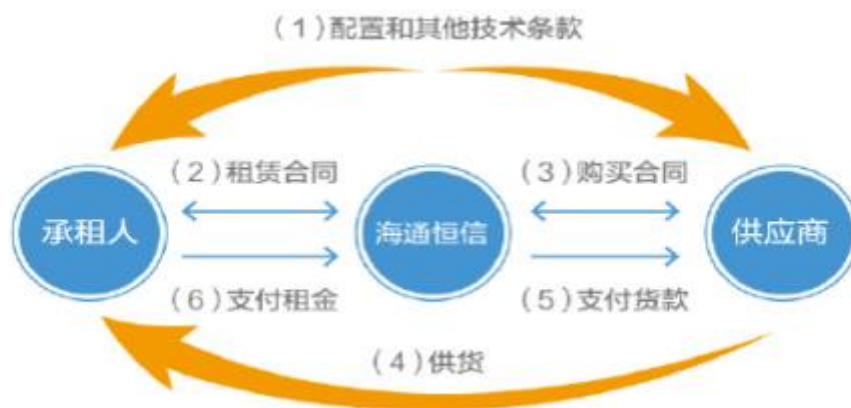 (1)配置和其他技术条款
(2)租赁合同
(3)购买合同
承租人
海通恒信
供应商
(6)支付租金
(5)支付货款
(4)供货